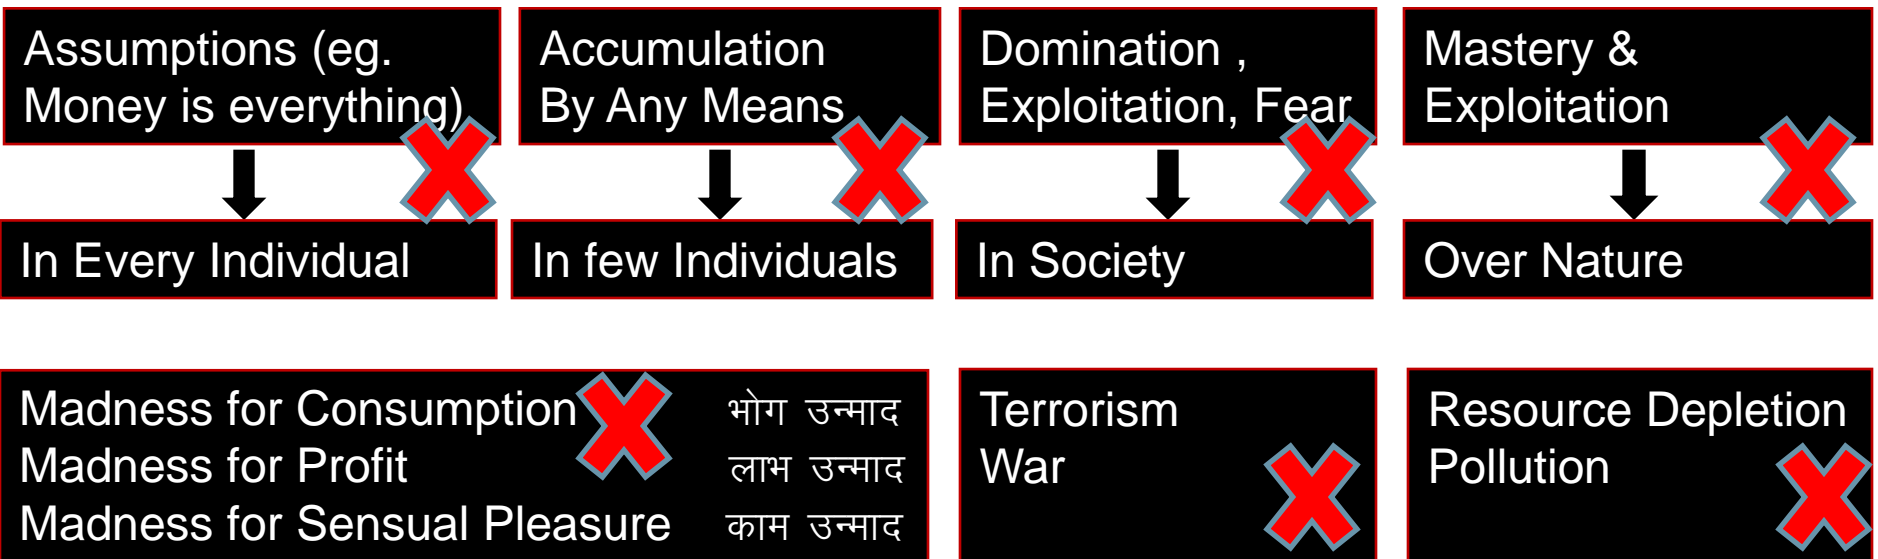 Assumptions (eg.
Money is everything)
Accumulation
By Any Means
Domination ,
Exploitation, Fear
Mastery &
Exploitation
In Every Individual
In few Individuals
In Society
Over Nature
Madness for Consumption भोग उन्माद
Madness for Profit लाभ उन्माद
Madness for Sensual Pleasure काम उन्माद
Terrorism
War
Resource Depletion
Pollution